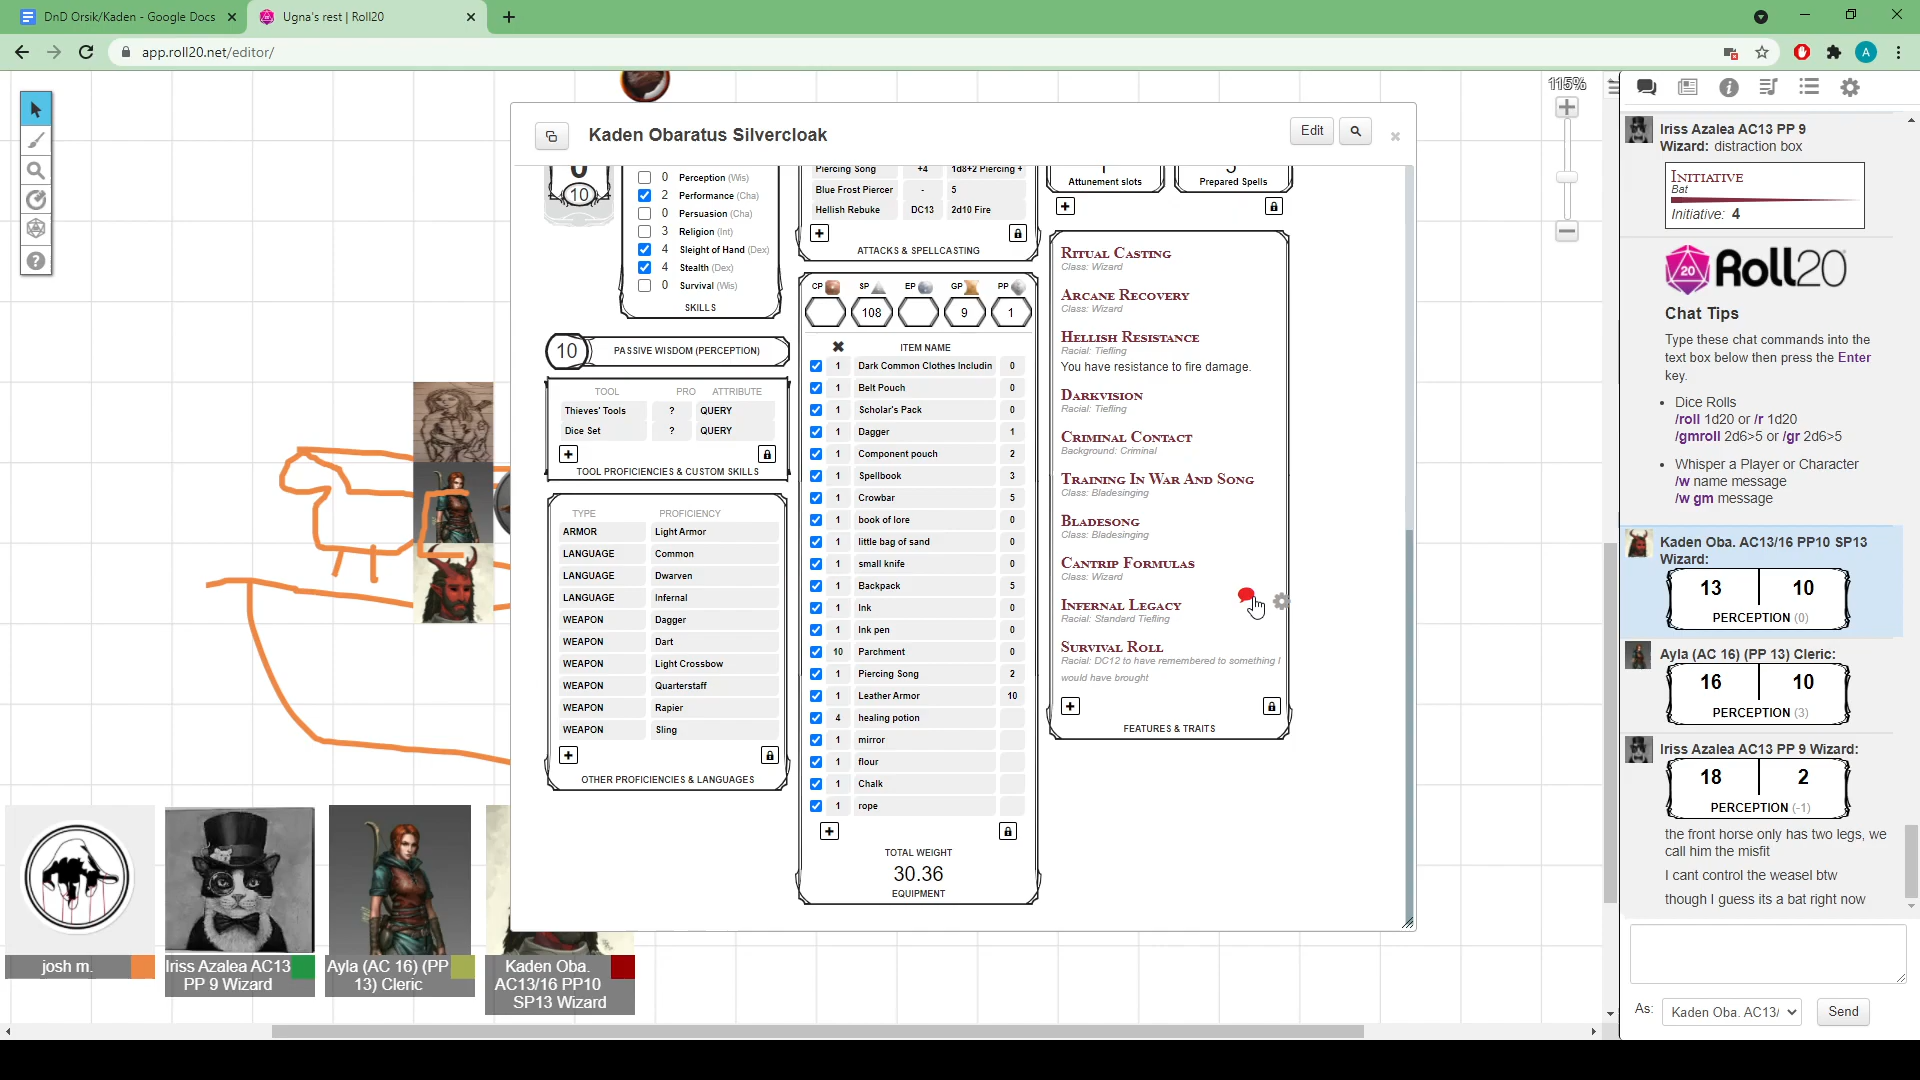 DnD Orsik/Kaden - Google Docs
Ugna's rest | Roll20
app.roll20.net/editor/
A
115%
Kaden Obaratus Silvercloak
Edit
10
0 Perception (Wis)
2 Performance (Cha)
0 Persuasion (Cha)
3 Religion (Int)
4 Sleight of Hand (Dex)
4 Stealth (Dex)
0 Survival (Wis)
SKILLS
10 PASSIVE WISDOM (PERCEPTION)
TOOL PRO ATTRIBUTE
Thieves' Tools ? QUERY
Dice Set ? QUERY
TOOL PROFICIENCIES & CUSTOM SKILLS
TYPE PROFICIENCY
ARMOR Light Armor
LANGUAGE Common
LANGUAGE Dwarven
LANGUAGE Infernal
WEAPON Dagger
WEAPON Dart
WEAPON Light Crossbow
WEAPON Quarterstaff
WEAPON Rapier
WEAPON Sling
OTHER PROFICIENCIES & LANGUAGES
Piercing Song +4 1d8+2 Piercing +
Blue Frost Piercer - 5
Hellish Rebuke DC13 2d10 Fire
ATTACKS & SPELLCASTING
CP SP EP GP PP
108 9 1
ITEM NAME
1 Dark Common Clothes Includin 0
1 Belt Pouch 0
1 Scholar's Pack 0
1 Dagger 1
1 Component pouch 2
1 Spellbook 3
1 Crowbar 5
1 book of lore 0
1 little bag of sand 0
1 small knife 0
1 Backpack 5
1 Ink 0
1 Ink pen 0
10 Parchment 0
1 Piercing Song 2
1 Leather Armor 10
4 healing potion
1 mirror
1 flour
1 Chalk
1 rope
TOTAL WEIGHT
30.36
EQUIPMENT
Attunement slots
Prepared Spells
RITUAL CASTING
Class: Wizard
ARCANE RECOVERY
Class: Wizard
HELLISH RESISTANCE
Racial: Tiefling
You have resistance to fire damage.
DARKVISION
Racial: Tiefling
CRIMINAL CONTACT
Background: Criminal
TRAINING IN WAR AND SONG
Class: Bladesinging
BLADESONG
Class: Bladesinging
CANTRIP FORMULAS
Class: Wizard
INFERNAL LEGACY
Racial: Standard Tiefling
SURVIVAL ROLL
Racial: DC12 to have remembered to something I
would have brought
FEATURES & TRAITS
josh m.
Iriss Azalea AC13
PP 9 Wizard
Ayla (AC 16) (PP
13) Cleric
Kaden Oba.
AC13/16 PP10
SP13 Wizard
Iriss Azalea AC13 PP 9
Wizard: distraction box
INITIATIVE
Bat
Initiative: 4
20 Roll20
Chat Tips
Type these chat commands into the
text box below then press the Enter
key.
• Dice Rolls
/roll 1d20 or /r 1d20
/gmroll 2d6>5 or /gr 2d6>5
• Whisper a Player or Character
/w name message
/w gm message
Kaden Oba. AC13/16 PP10 SP13
Wizard:
13 10
PERCEPTION (0)
Ayla (AC 16) (PP 13) Cleric:
16 10
PERCEPTION (3)
Iriss Azalea AC13 PP 9 Wizard:
18 2
PERCEPTION (-1)
the front horse only has two legs, we
call him the misfit
I cant control the weasel btw
though I guess its a bat right now
As: Kaden Oba. AC13/ Send